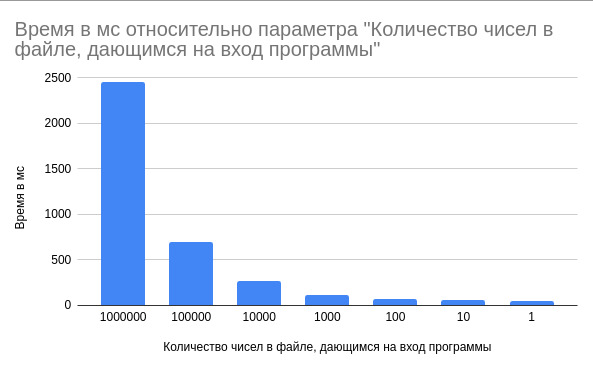 Время в мс относительно параметра "Количество чисел в
файле, дающимся на вход программы"
2500
2000
1500
1000
500
0
Время в мс
1000000 100000 10000 1000 100 10 1
Количество чисел в файле, дающимся на вход программы